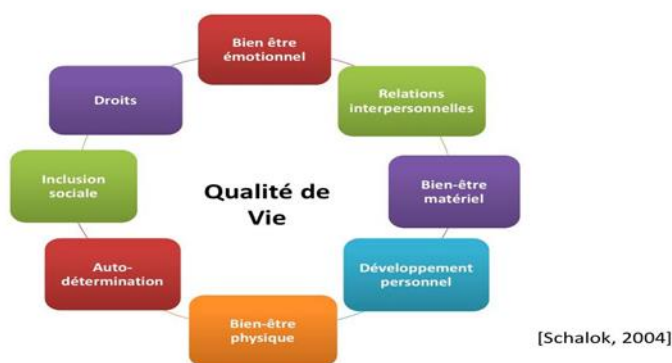 Bien être
émotionnel
Relations
interpersonnelles
Bien-être
matériel
Développement
personnel
Bien-être
physique
Auto-
détermination
Inclusion
sociale
Droits
Qualité de
Vie
[Schalok, 2004]